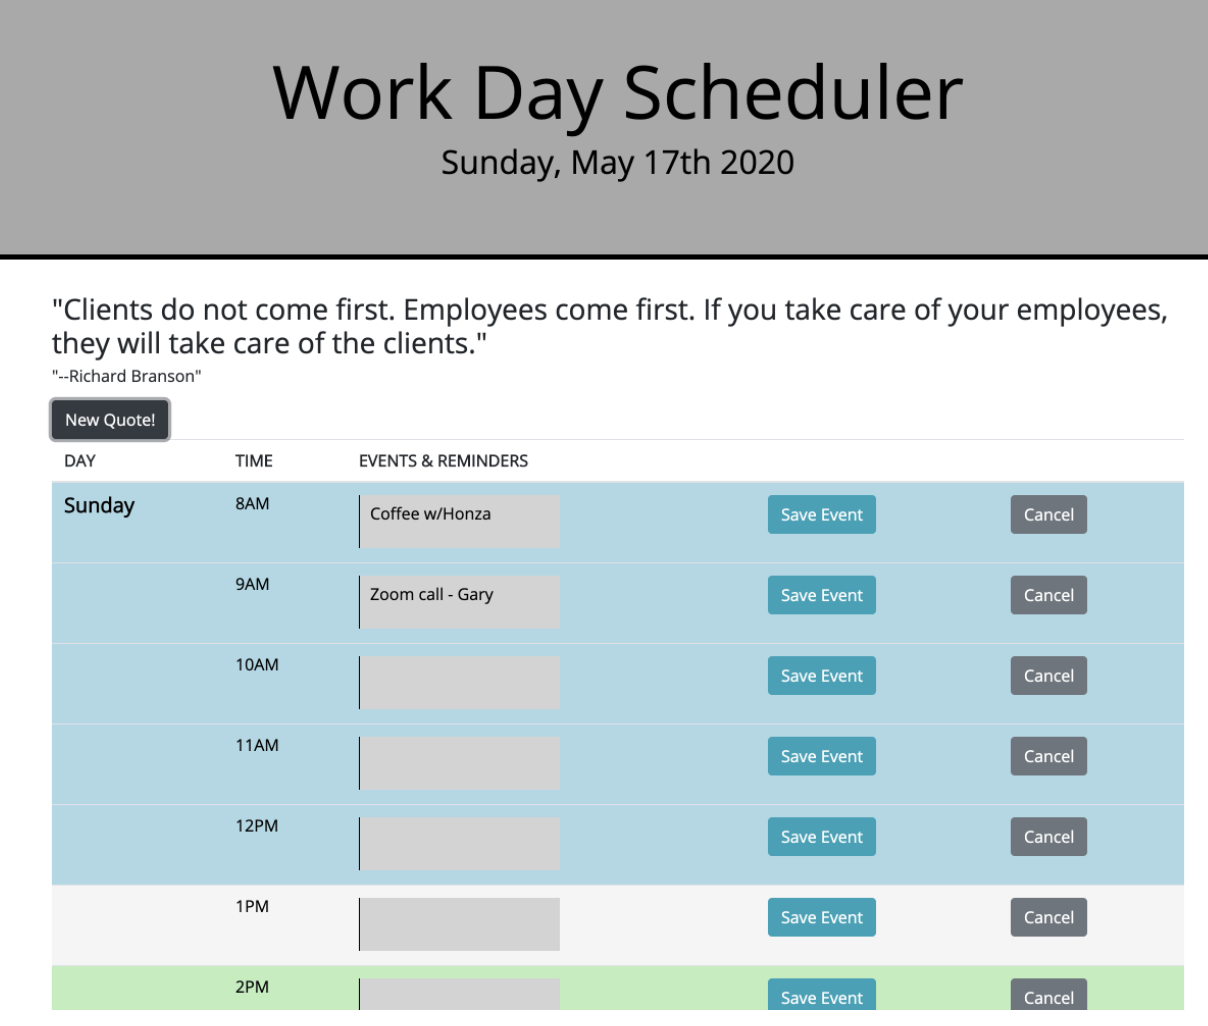 Work Day Scheduler
Sunday, May 17th 2020
"Clients do not come first. Employees come first. If you take care of your employees,
they will take care of the clients."
"--Richard Branson"
New Quote!
DAY TIME EVENTS & REMINDERS
Sunday 8AM Coffee w/Honza Save Event Cancel
9AM Zoom call - Gary Save Event Cancel
10AM Save Event Cancel
11AM Save Event Cancel
12PM Save Event Cancel
1PM Save Event Cancel
2PM Save Event Cancel